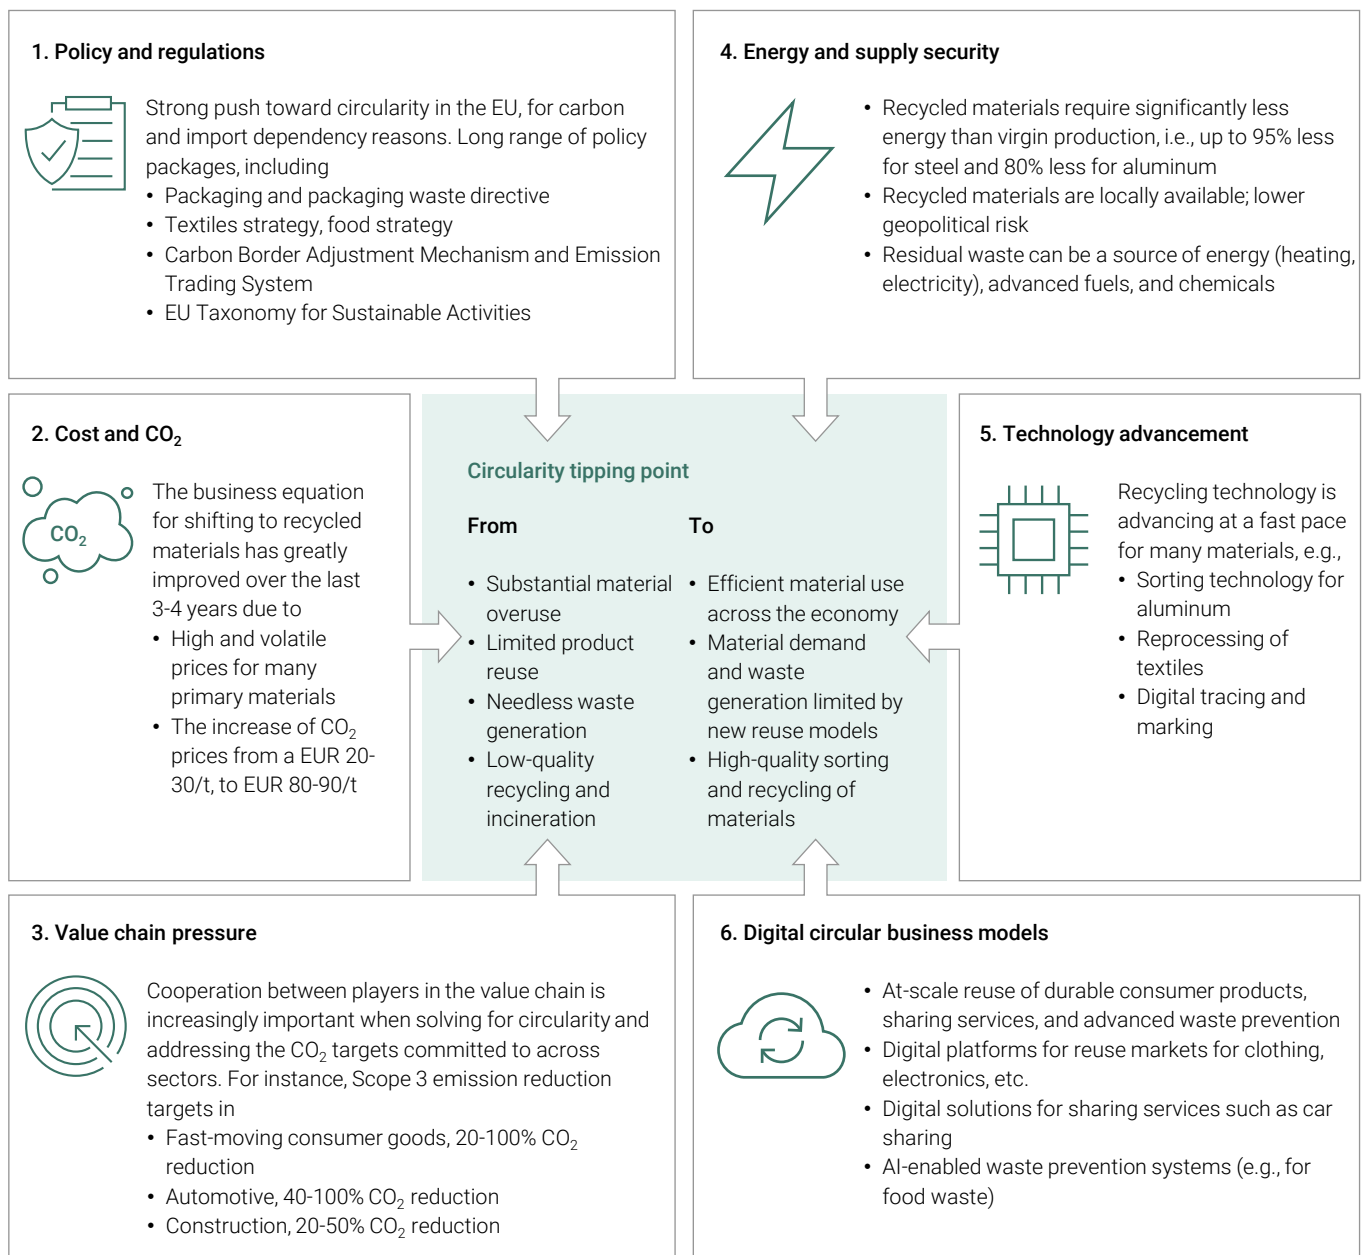 1. Policy and regulations
Strong push toward circularity in the EU, for carbon
and import dependency reasons. Long range of policy
packages, including
• Packaging and packaging waste directive
• Textiles strategy, food strategy
• Carbon Border Adjustment Mechanism and Emission
Trading System
• EU Taxonomy for Sustainable Activities
4. Energy and supply security
• Recycled materials require significantly less
energy than virgin production, i.e., up to 95% less
for steel and 80% less for aluminum
• Recycled materials are locally available; lower
geopolitical risk
• Residual waste can be a source of energy (heating,
electricity), advanced fuels, and chemicals
2. Cost and CO₂
CO₂
The business equation
for shifting to recycled
materials has greatly
improved over the last
3-4 years due to
• High and volatile
prices for many
primary materials
• The increase of CO₂
prices from a EUR 20-
30/t, to EUR 80-90/t
Circularity tipping point
From
• Substantial material
overuse
• Limited product
reuse
• Needless waste
generation
• Low-quality
recycling and
incineration
To
• Efficient material use
across the economy
• Material demand
and waste
generation limited by
new reuse models
• High-quality sorting
and recycling of
materials
5. Technology advancement
Recycling technology is
advancing at a fast pace
for many materials, e.g.,
• Sorting technology for
aluminum
• Reprocessing of
textiles
• Digital tracing and
marking
3. Value chain pressure
Cooperation between players in the value chain is
increasingly important when solving for circularity and
addressing the CO₂ targets committed to across
sectors. For instance, Scope 3 emission reduction
targets in
• Fast-moving consumer goods, 20-100% CO₂
reduction
• Automotive, 40-100% CO₂ reduction
• Construction, 20-50% CO₂ reduction
6. Digital circular business models
• At-scale reuse of durable consumer products,
sharing services, and advanced waste prevention
• Digital platforms for reuse markets for clothing,
electronics, etc.
• Digital solutions for sharing services such as car
sharing
• AI-enabled waste prevention systems (e.g., for
food waste)